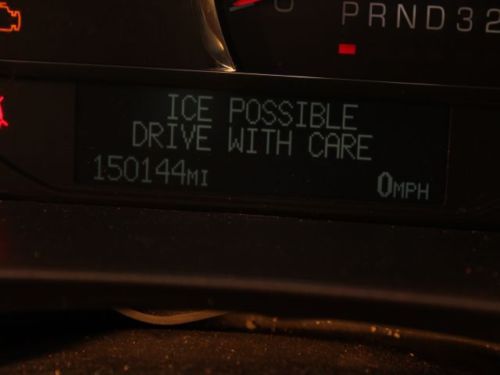 PRND32
ICE POSSIBLE
DRIVE WITH CARE
150144MI
0MPH